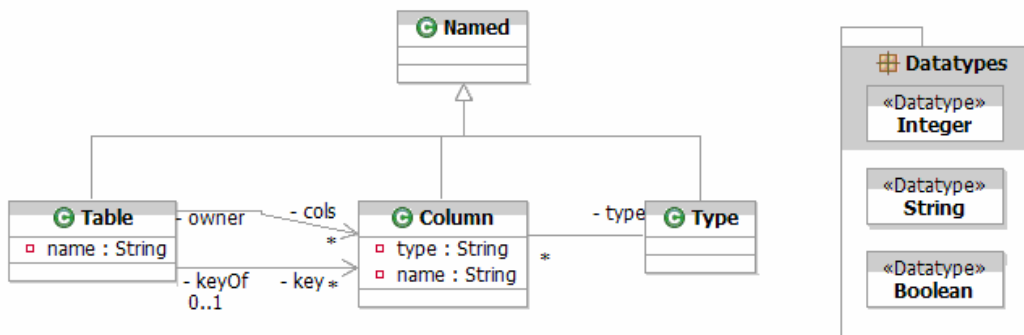 C Named
C Table
name : String
- owner
- cols
*
- keyOf
0..1
- key *
C Column
type : String
name : String
- type
*
C Type
Datatypes
«Datatype»
Integer
«Datatype»
String
«Datatype»
Boolean